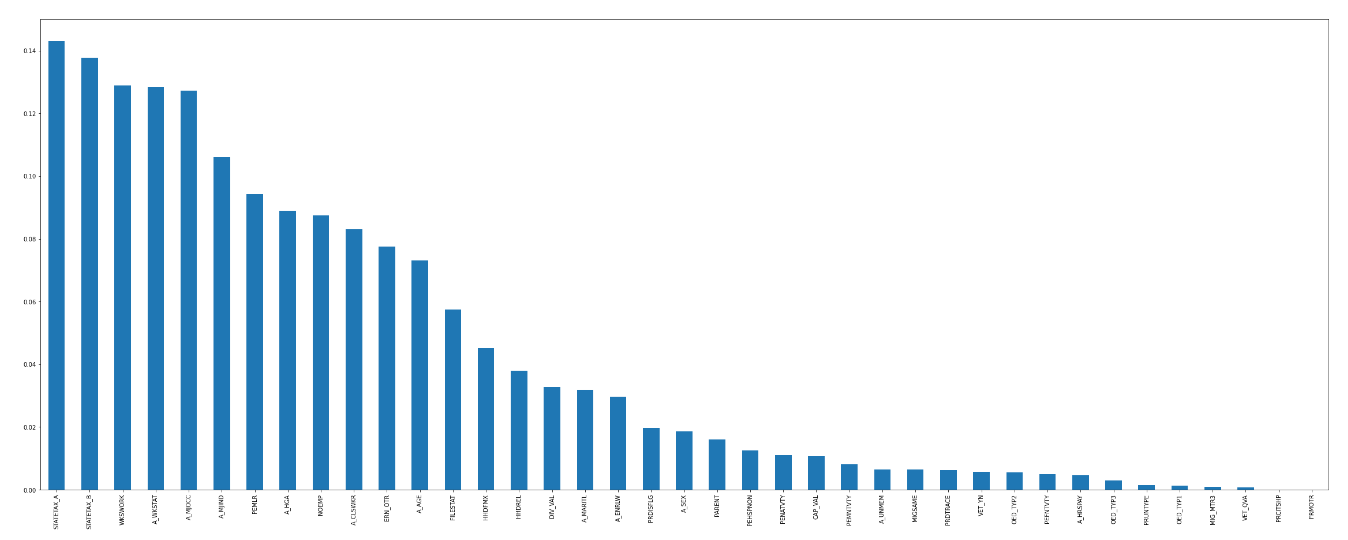 0.14
0.12
0.10
0.08
0.06
0.04
0.02
0.00
STATETAX_A
STATETAX_B
WKSWORK
A_WKSTAT
A_MJOCC
A_MJIND
PEMLR
A_HGA
NOEMP
A_CLSWKR
ERN_OTR
A_AGE
FILESTAT
HHDFMX
HHDREL
DIV_VAL
A_MARITL
A_ENRLW
PRDISFLG
A_SEX
PARENT
PEHSPNON
PENATVTY
CAP_VAL
PEMNTVTY
A_UNMEM
MIGSAME
PRDTRACE
VET_YN
OED_TYP2
PEFNTVTY
A_HRSPAY
OED_TYP3
PRUNTYPE
OED_TYP1
MIG_MTR3
VET_QVA
PRCITSHP
FRMOTR